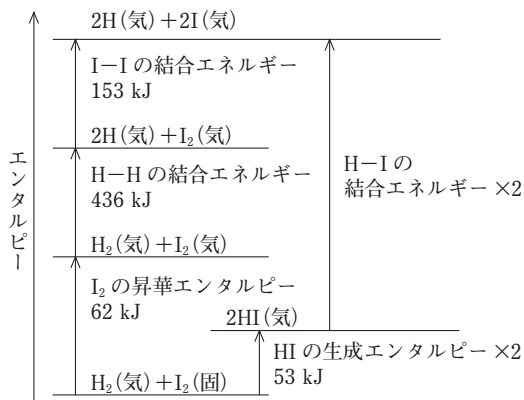 2H(気)+2I(気)
I−I の結合エネルギー
153 kJ
2H(気)+I₂(気)
H−H の結合エネルギー
436 kJ
H−I の
結合エネルギー ×2
H₂(気)+I₂(気)
I₂ の昇華エンタルピー
62 kJ
2HI(気)
HI の生成エンタルピー ×2
53 kJ
H₂(気)+I₂(固)
エンタルピー